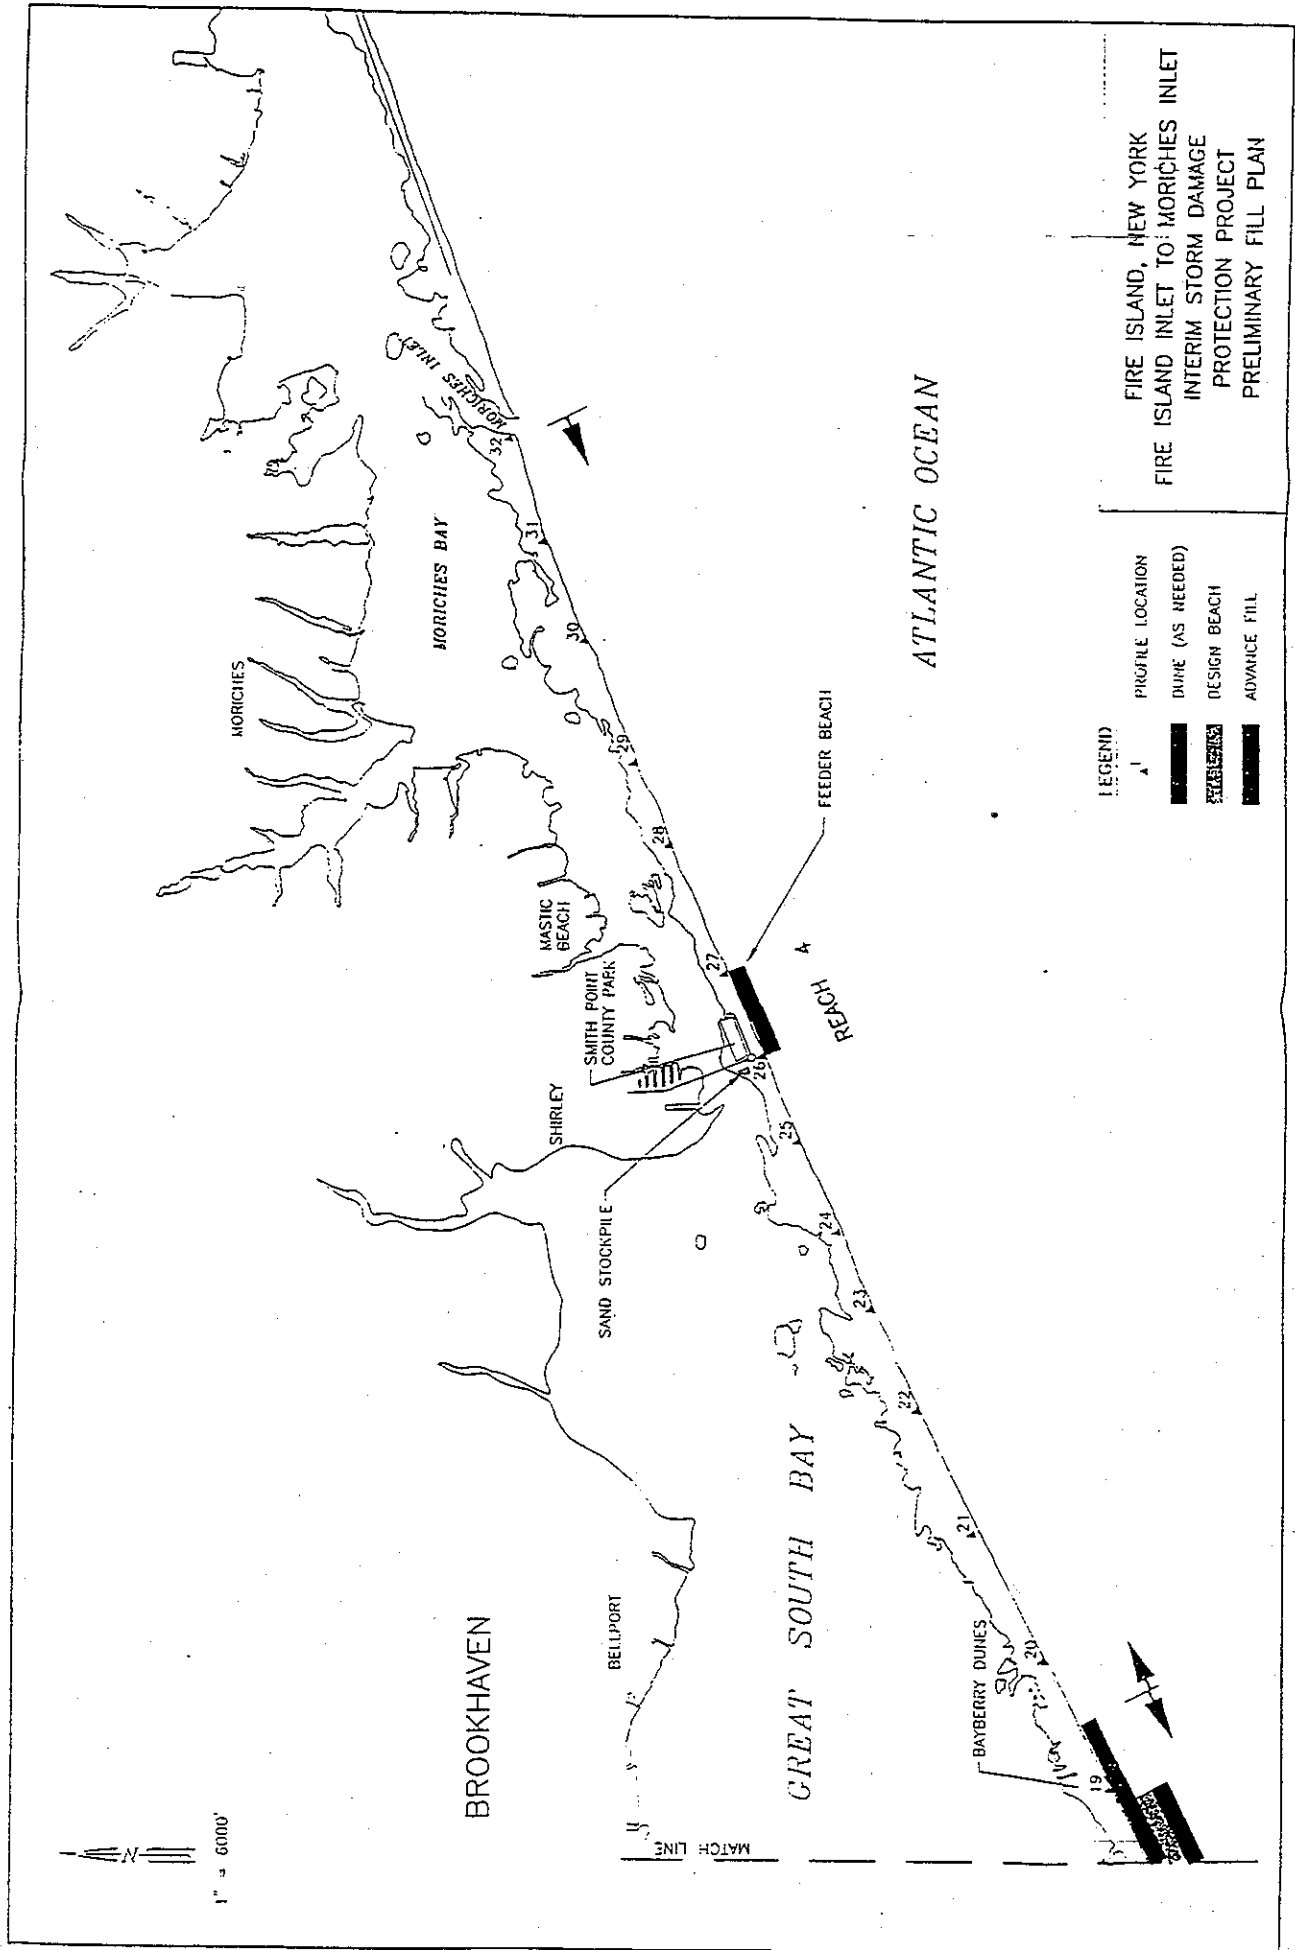 N
1" = 6000'
BROOKHAVEN
BELLPORT
SHIRLEY
SAND STOCKPILE
SMITH POINT
COUNTY PARK
MASTIC
BEACH
MORICHES
MORICHES BAY
MORICHES INLET
GREAT SOUTH BAY
MATCH LINE
BAYBERRY DUNES
19
20
21
22
23
24
25
26
27
28
29
30
31
32
REACH 4
FEEDER BEACH
ATLANTIC OCEAN
LEGEND
1 PROFILE LOCATION
DUNE (AS NEEDED)
DESIGN BEACH
ADVANCE FILL
FIRE ISLAND, NEW YORK
FIRE ISLAND INLET TO MORICHES INLET
INTERIM STORM DAMAGE
PROTECTION PROJECT
PRELIMINARY FILL PLAN